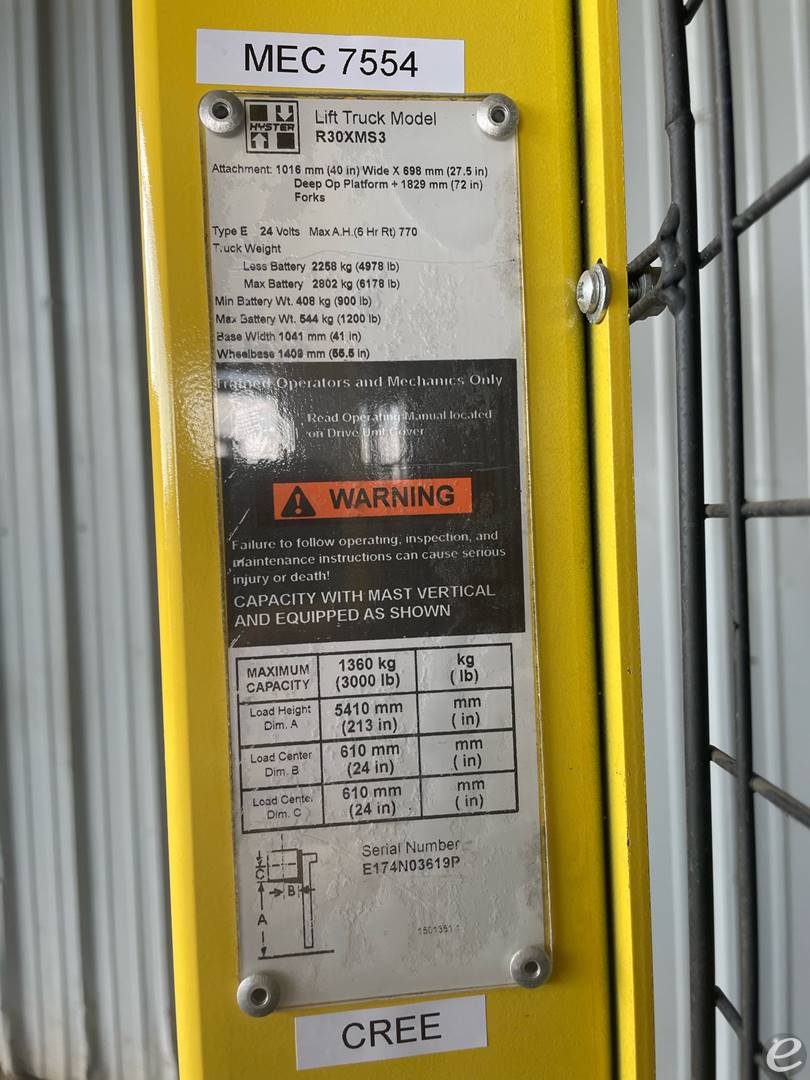 MEC 7554
HYSTER
Lift Truck Model
R30XMS3
Attachment: 1016 mm (40 in) Wide X 698 mm (27.5 in)
Deep Op Platform + 1829 mm (72 in)
Forks
Type E 24 Volts Max A.H.(6 Hr Rt) 770
Truck Weight
Less Battery 2258 kg (4978 lb)
Max Battery 2802 kg (6178 lb)
Min Battery Wt. 408 kg (900 lb)
Max Battery Wt. 544 kg (1200 lb)
Base Width 1041 mm (41 in)
Wheelbase 1409 mm (55.5 in)
Trained Operators and Mechanics Only
Read Operating Manual located
on Drive Unit Cover
WARNING
Failure to follow operating, inspection, and
maintenance instructions can cause serious
injury or death!
CAPACITY WITH MAST VERTICAL
AND EQUIPPED AS SHOWN
MAXIMUM CAPACITY 1360 kg (3000 lb) kg ( lb)
Load Height Dim. A 5410 mm (213 in) mm ( in)
Load Center Dim. B 610 mm (24 in) mm ( in)
Load Center Dim. C 610 mm (24 in) mm ( in)
Serial Number
E174N03619P
C
B
A
CREE
e